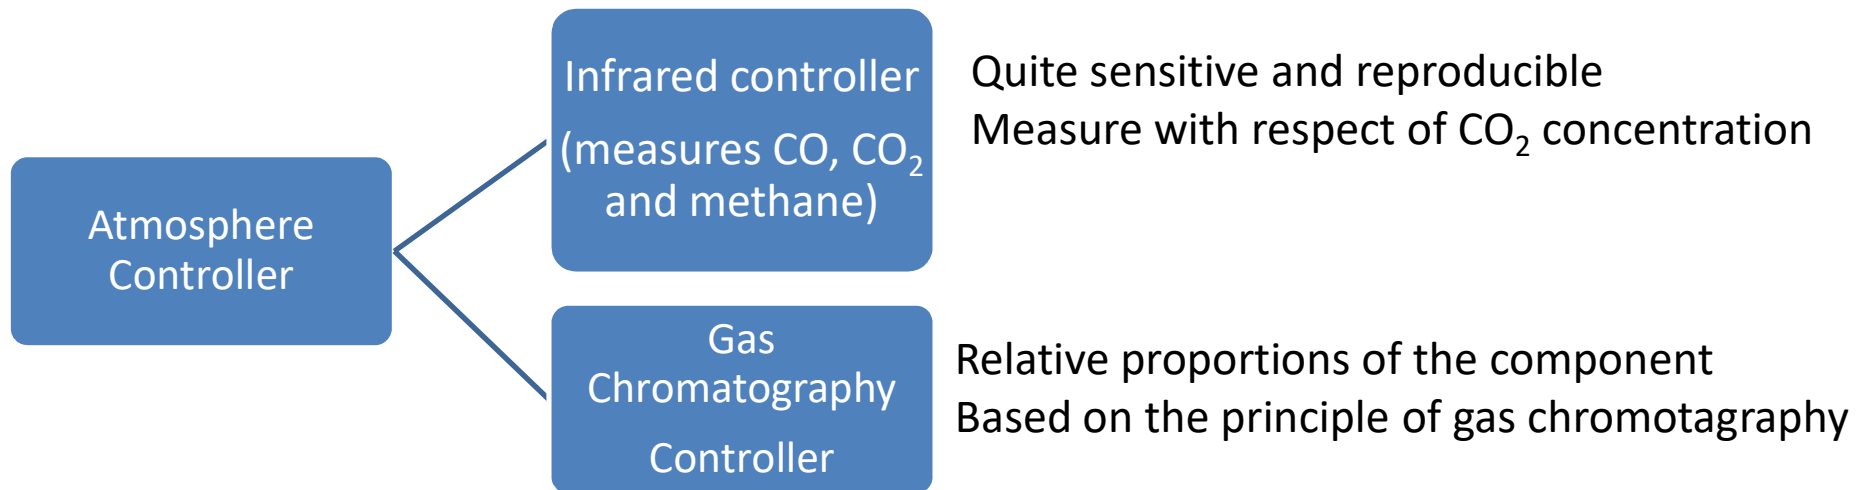 Atmosphere
Controller
Infrared controller
(measures CO, CO₂
and methane)
Quite sensitive and reproducible
Measure with respect of CO₂ concentration
Gas
Chromatography
Controller
Relative proportions of the component
Based on the principle of gas chromotagraphy